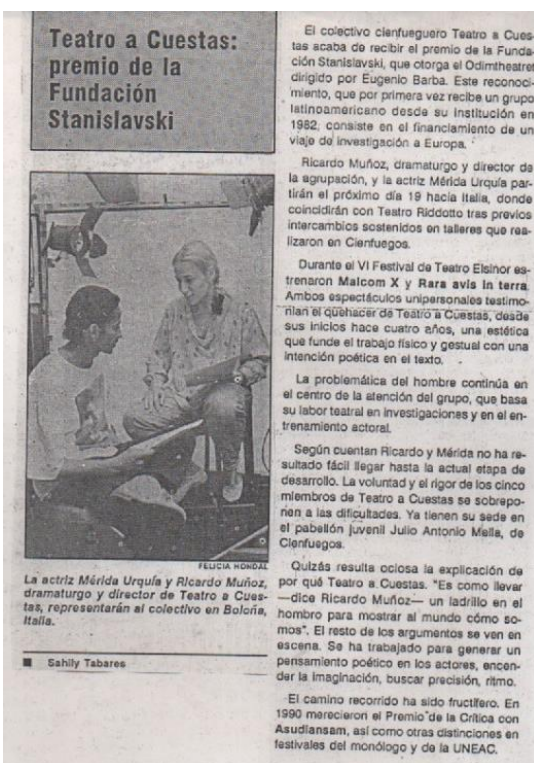 Teatro a Cuestas:
premio de la
Fundación
Stanislavski
FELICIA HONDAL
La actriz Mérida Urquía y Ricardo Muñoz,
dramaturgo y director de Teatro a Cues-
tas, representarán al colectivo en Boloña,
Italia.
Sahily Tabares
El colectivo cienfueguero Teatro a Cues-
tas acaba de recibir el premio de la Funda-
ción Stanislavski, que otorga el Odimtheatret
dirigido por Eugenio Barba. Este reconoci-
miento, que por primera vez recibe un grupo
latinoamericano desde su institución en
1982, consiste en el financiamiento de un
viaje de investigación a Europa.
Ricardo Muñoz, dramaturgo y director de
la agrupación, y la actriz Mérida Urquía par-
tirán el próximo día 19 hacia Italia, donde
coincidirán con Teatro Riddotto tras previos
intercambios sostenidos en talleres que rea-
lizaron en Cienfuegos.
Durante el VI Festival de Teatro Elsinor es-
trenaron Malcom X y Rara avis in terra.
Ambos espectáculos unipersonales testimo-
nian el quehacer de Teatro a Cuestas, desde
sus inicios hace cuatro años, una estética
que funde el trabajo físico y gestual con una
intención poética en el texto.
La problemática del hombre continúa en
el centro de la atención del grupo, que basa
su labor teatral en investigaciones y en el en-
trenamiento actoral.
Según cuentan Ricardo y Mérida no ha re-
sultado fácil llegar hasta la actual etapa de
desarrollo. La voluntad y el rigor de los cinco
miembros de Teatro a Cuestas se sobrepo-
nen a las dificultades. Ya tienen su sede en
el pabellón juvenil Julio Antonio Mella, de
Cienfuegos.
Quizás resulta ociosa la explicación de
por qué Teatro a Cuestas. "Es como llevar
—dice Ricardo Muñoz— un ladrillo en el
hombro para mostrar al mundo cómo so-
mos". El resto de los argumentos se ven en
escena. Se ha trabajado para generar un
pensamiento poético en los actores, encen-
der la imaginación, buscar precisión, ritmo.
El camino recorrido ha sido fructífero. En
1990 merecieron el Premio de la Crítica con
Asudiansam, así como otras distinciones en
festivales del monólogo y de la UNEAC.